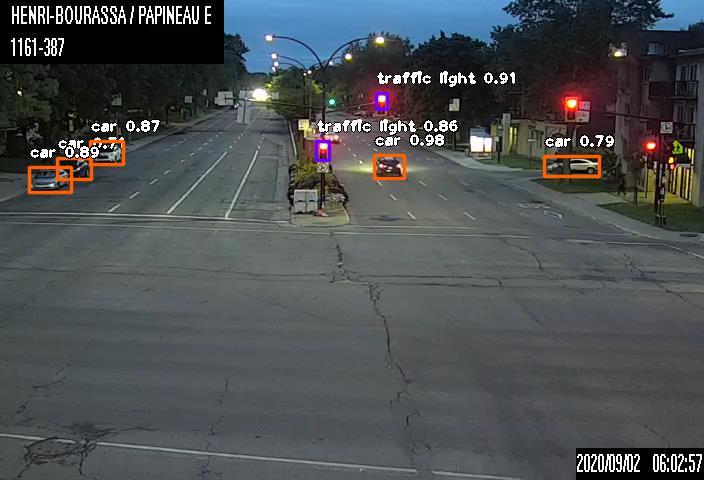 HENRI-BOURASSA / PAPINEAU E
1161-387
traffic light 0.91
car 0.87
traffic light 0.86
car 0.98
car 0.79
car 0.89
2020/09/02 06:02:57